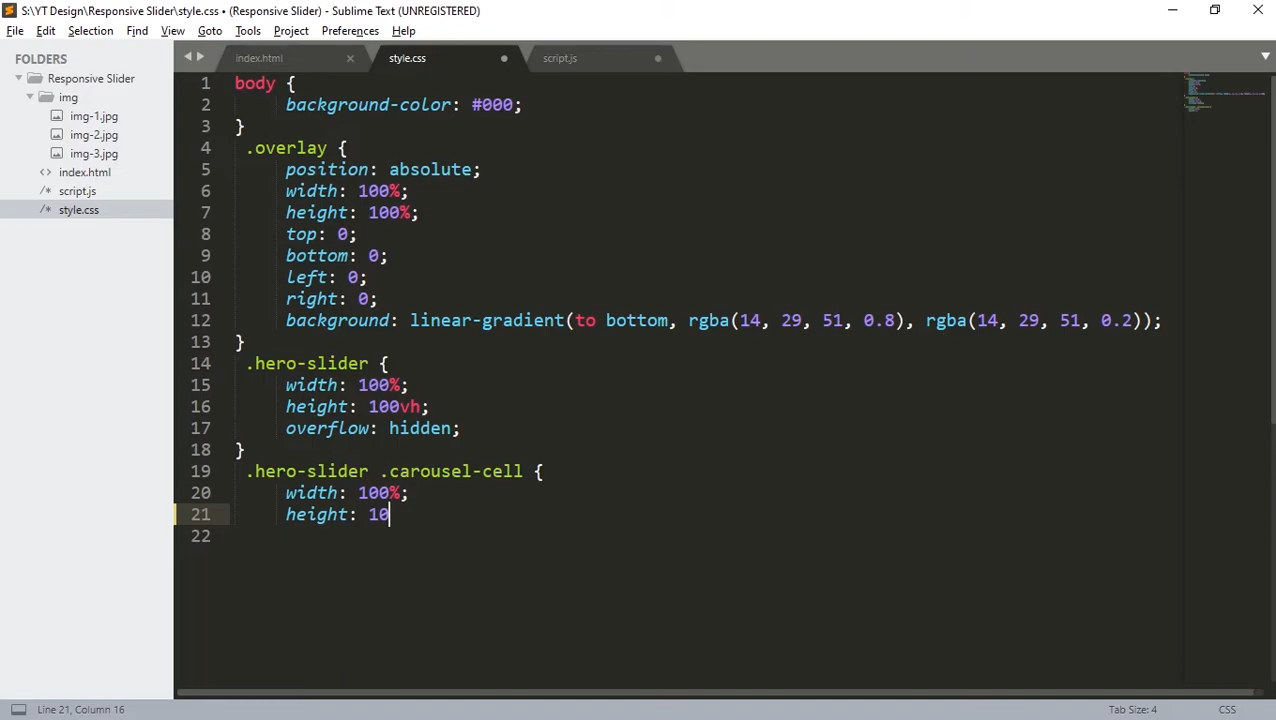 S:\YT Design\Responsive Slider\style.css • (Responsive Slider) - Sublime Text (UNREGISTERED)
File Edit Selection Find View Goto Tools Project Preferences Help
FOLDERS
Responsive Slider
img
img-1.jpg
img-2.jpg
img-3.jpg
index.html
script.js
style.css
index.html style.css script.js
1 body {
2 background-color: #000;
3 }
4 .overlay {
5 position: absolute;
6 width: 100%;
7 height: 100%;
8 top: 0;
9 bottom: 0;
10 left: 0;
11 right: 0;
12 background: linear-gradient(to bottom, rgba(14, 29, 51, 0.8), rgba(14, 29, 51, 0.2));
13 }
14 .hero-slider {
15 width: 100%;
16 height: 100vh;
17 overflow: hidden;
18 }
19 .hero-slider .carousel-cell {
20 width: 100%;
21 height: 10
22
Line 21, Column 16 Tab Size: 4 CSS